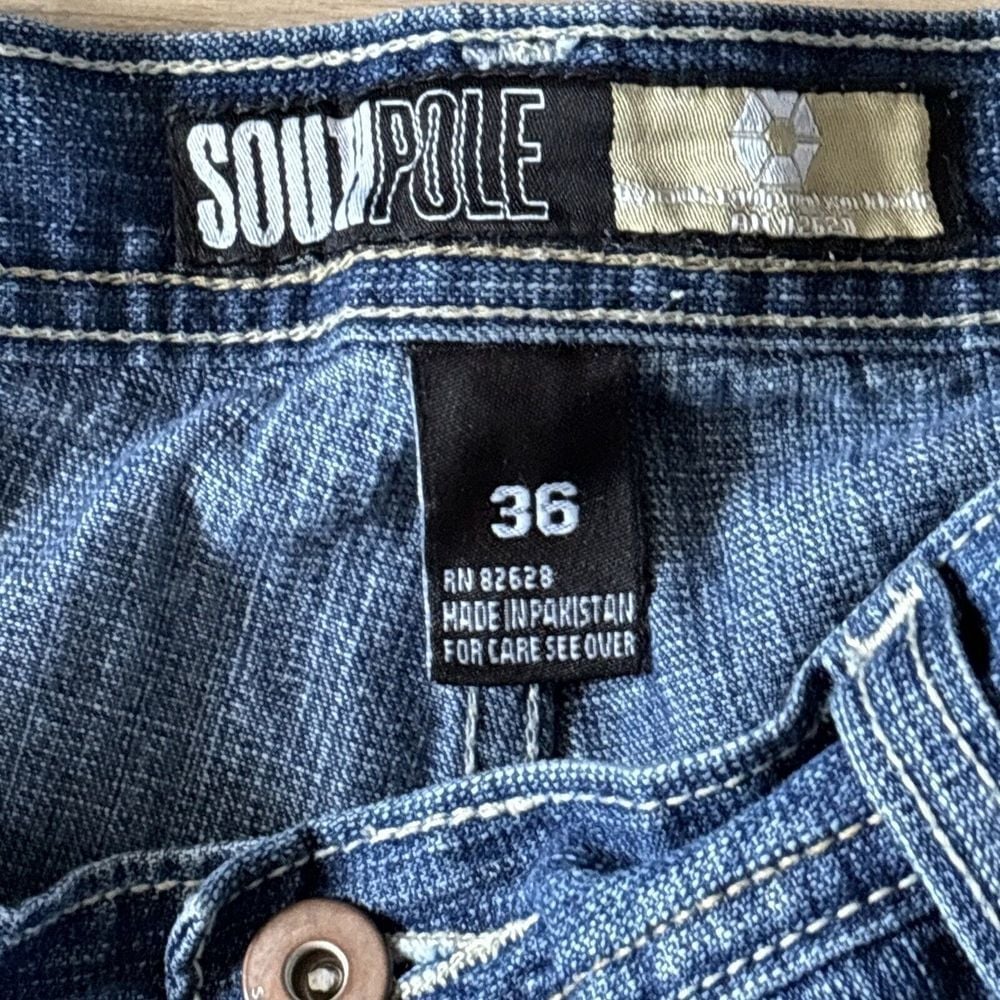 SOUTHPOLE
36
RN 82628
MADE IN PAKISTAN
FOR CARE SEE OVER
S